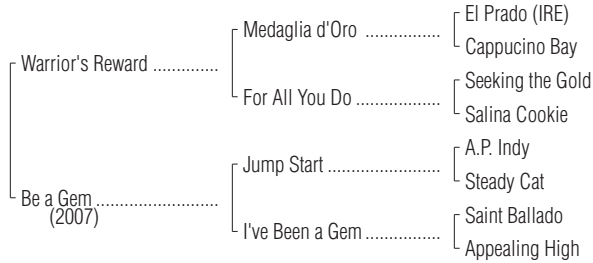 El Prado (IRE)
Medaglia d'Oro ..................
Cappucino Bay
Warrior's Reward ..............
Seeking the Gold
For All You Do ....................
Salina Cookie
A.P. Indy
Jump Start ..........................
Steady Cat
Be a Gem ..........................
(2007)
Saint Ballado
I've Been a Gem .................
Appealing High